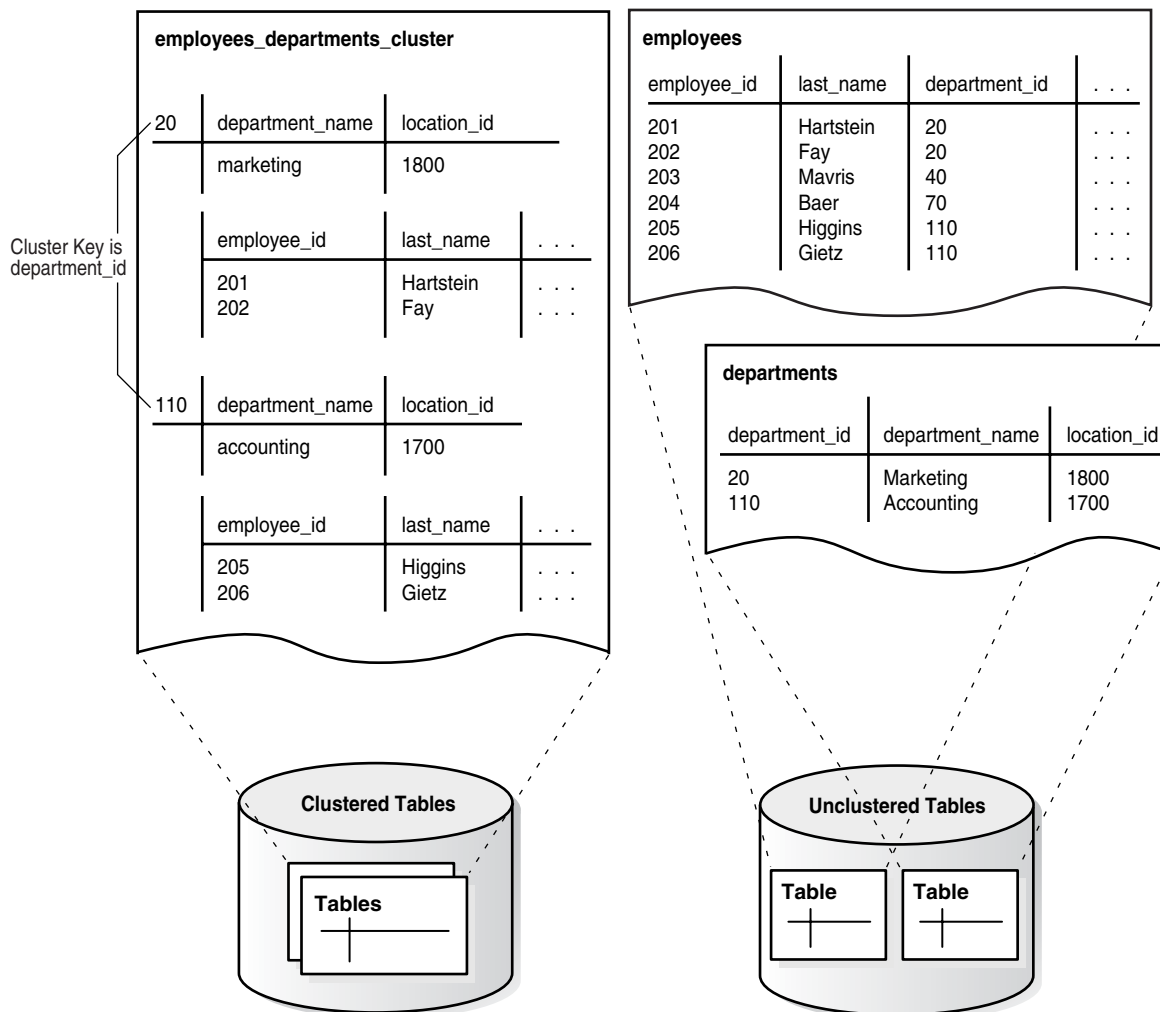 employees_departments_cluster
20 department_name location_id
marketing 1800
employee_id last_name . . .
201 Hartstein . . .
202 Fay . . .
Cluster Key is
department_id
110 department_name location_id
accounting 1700
employee_id last_name . . .
205 Higgins . . .
206 Gietz . . .
employees
employee_id last_name department_id . . .
201 Hartstein 20 . . .
202 Fay 20 . . .
203 Mavris 40 . . .
204 Baer 70 . . .
205 Higgins 110 . . .
206 Gietz 110 . . .
departments
department_id department_name location_id
20 Marketing 1800
110 Accounting 1700
Clustered Tables
Tables
Unclustered Tables
Table
Table